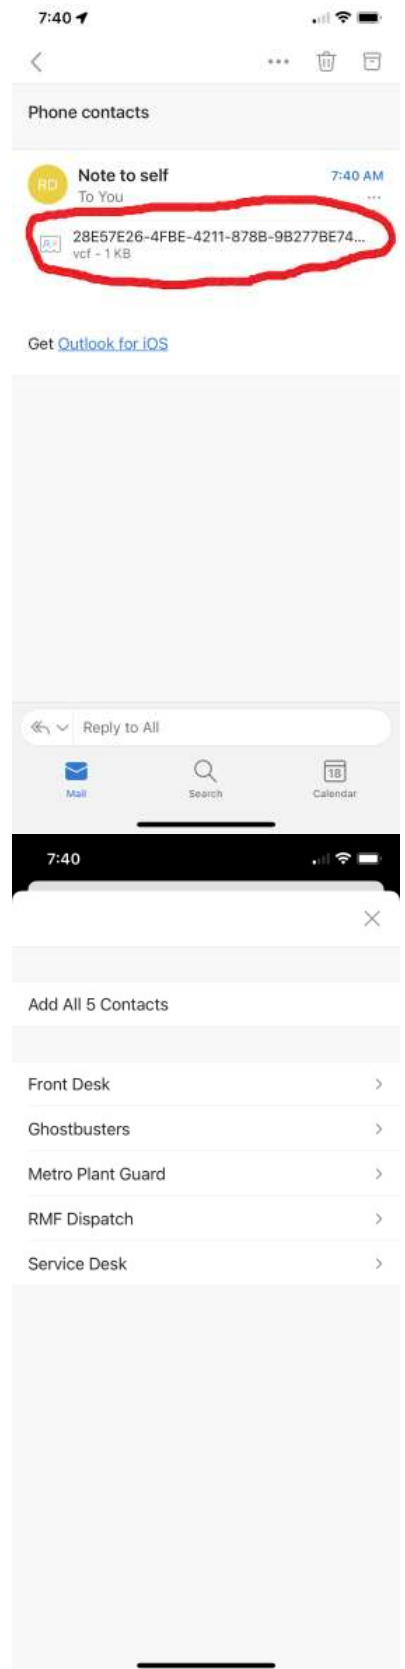 7:40
Phone contacts
RD
Note to self
7:40 AM
To You
28E57E26-4FBE-4211-878B-9B277BE74...
vcf - 1 KB
Get Outlook for iOS
Reply to All
18
Mail
Search
Calendar
7:40
Add All 5 Contacts
Front Desk
Ghostbusters
Metro Plant Guard
RMF Dispatch
Service Desk